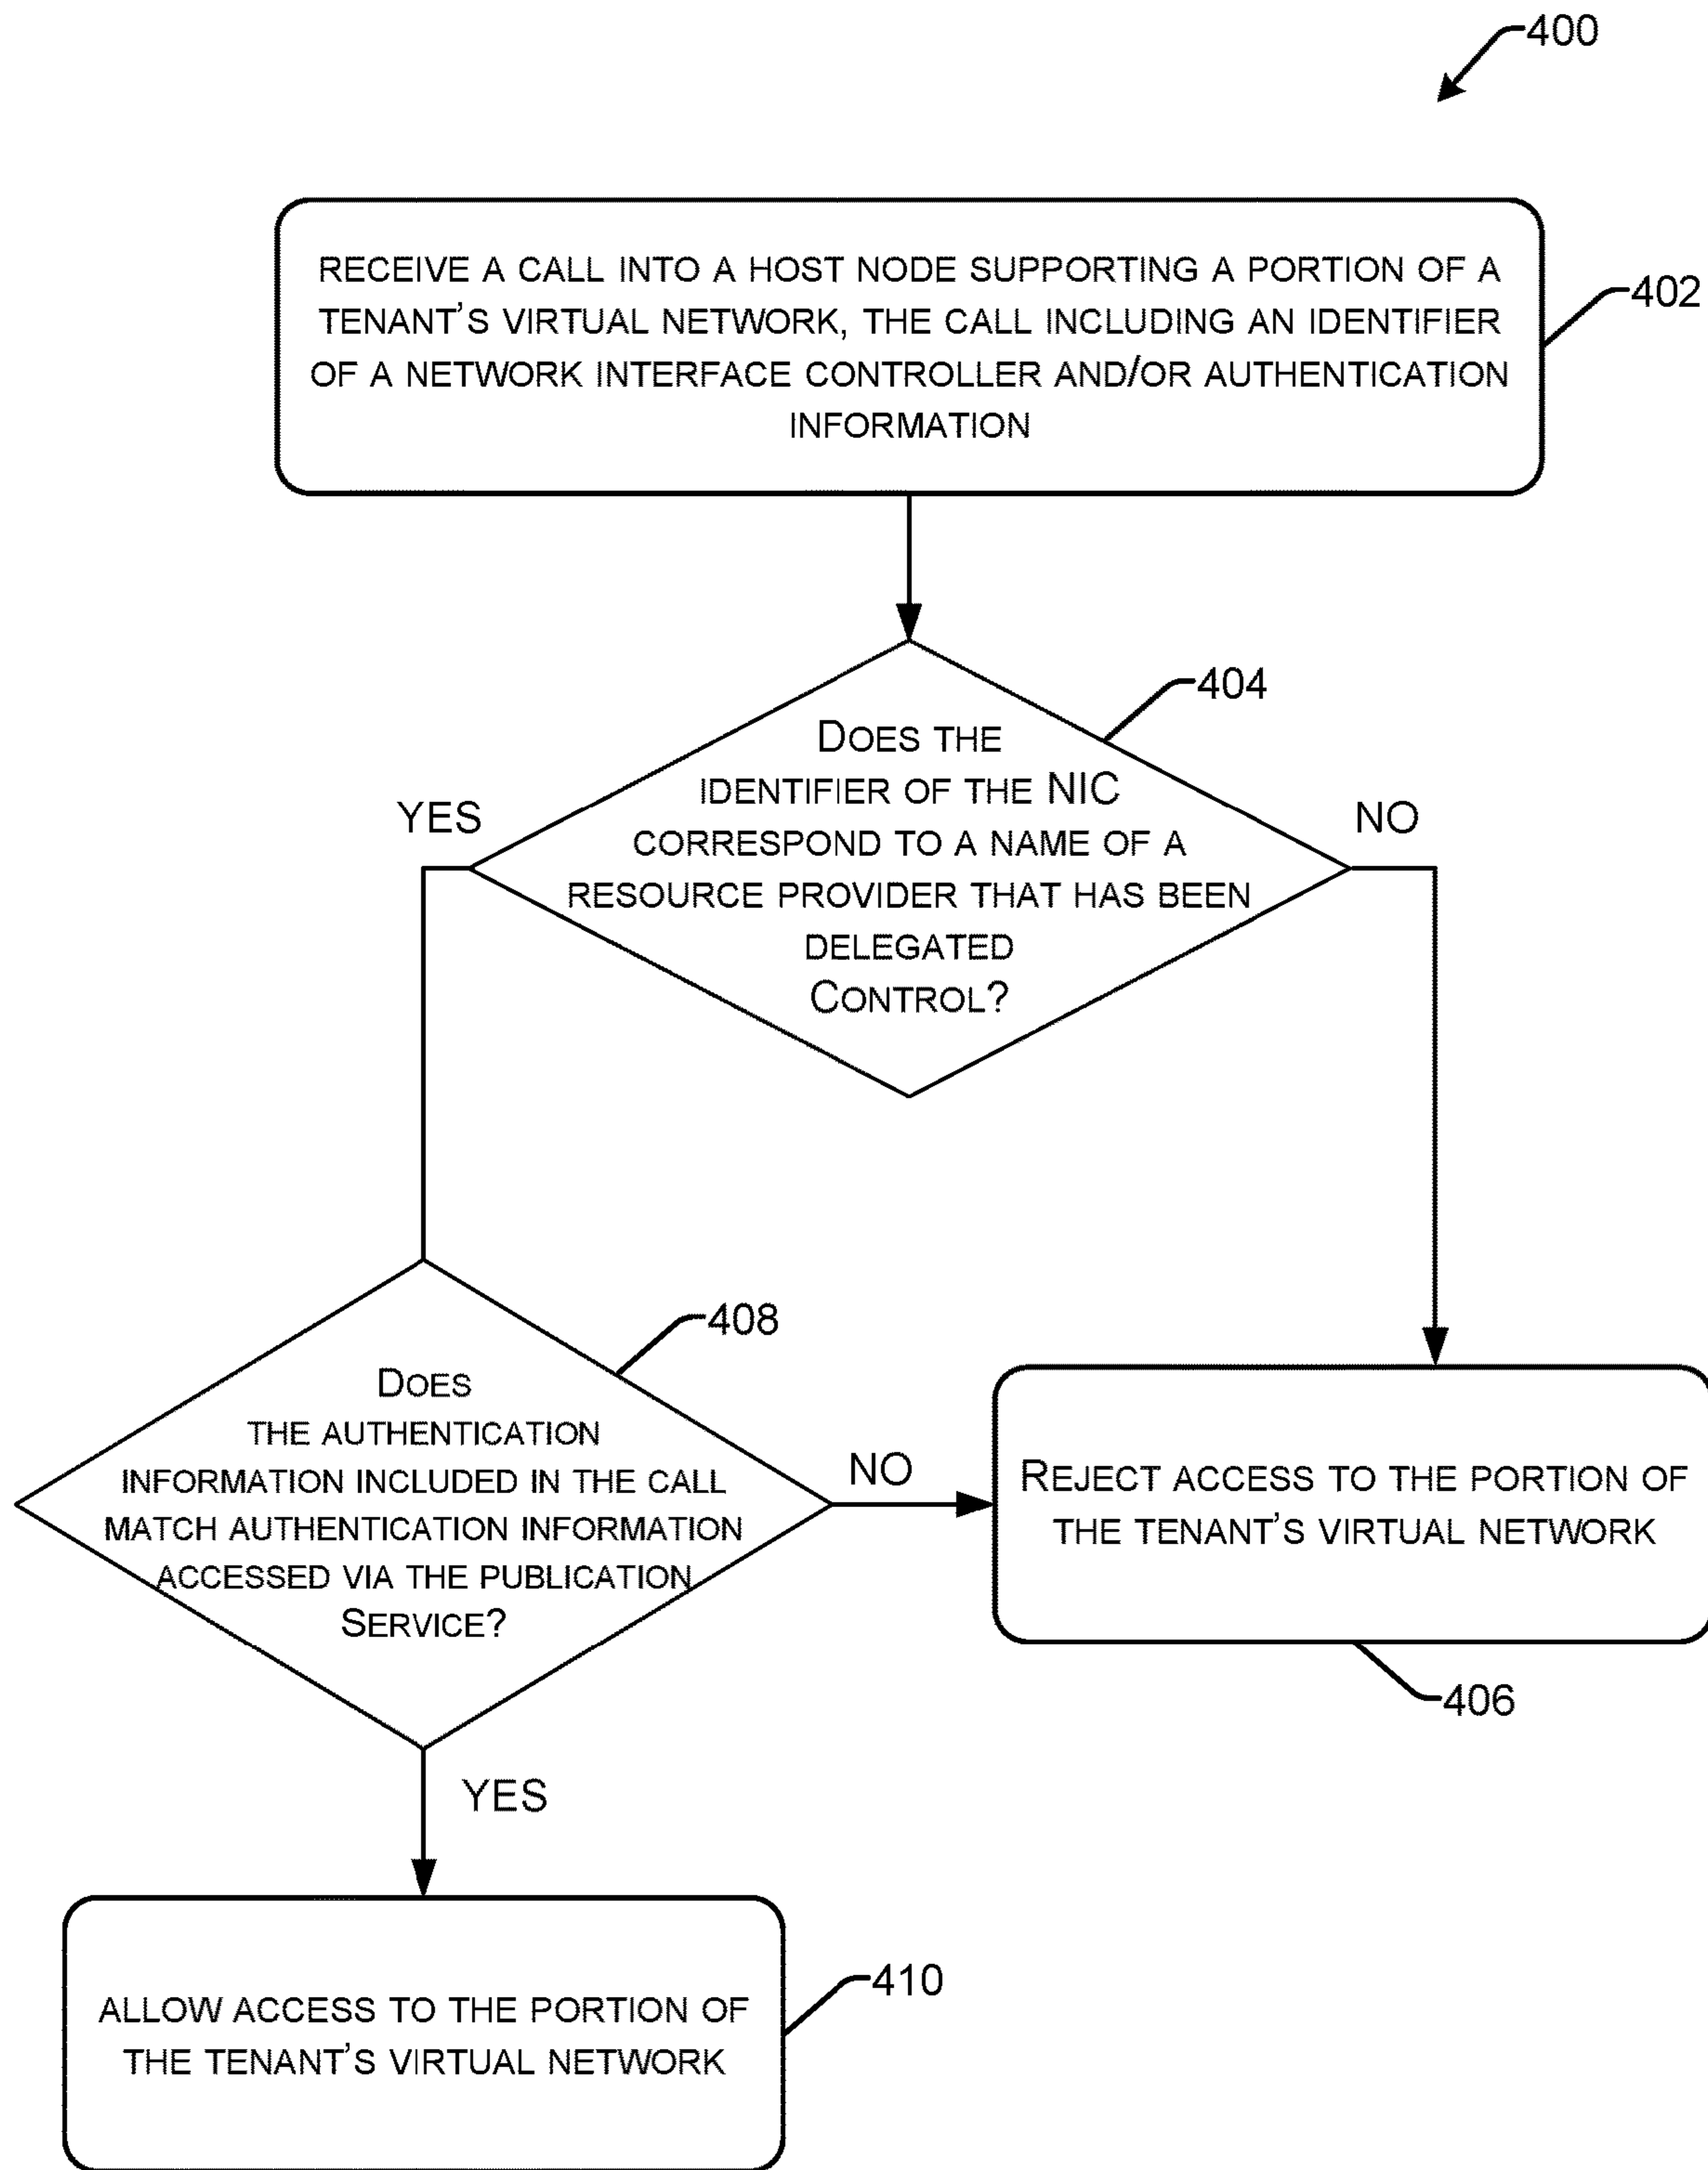 400
RECEIVE A CALL INTO A HOST NODE SUPPORTING A PORTION OF A
TENANT'S VIRTUAL NETWORK, THE CALL INCLUDING AN IDENTIFIER
OF A NETWORK INTERFACE CONTROLLER AND/OR AUTHENTICATION
INFORMATION
402
404
DOES THE
IDENTIFIER OF THE NIC
CORRESPOND TO A NAME OF A
RESOURCE PROVIDER THAT HAS BEEN
DELEGATED
CONTROL?
YES
NO
408
DOES
THE AUTHENTICATION
INFORMATION INCLUDED IN THE CALL
MATCH AUTHENTICATION INFORMATION
ACCESSED VIA THE PUBLICATION
SERVICE?
NO
REJECT ACCESS TO THE PORTION OF
THE TENANT'S VIRTUAL NETWORK
406
YES
ALLOW ACCESS TO THE PORTION OF
THE TENANT'S VIRTUAL NETWORK
410